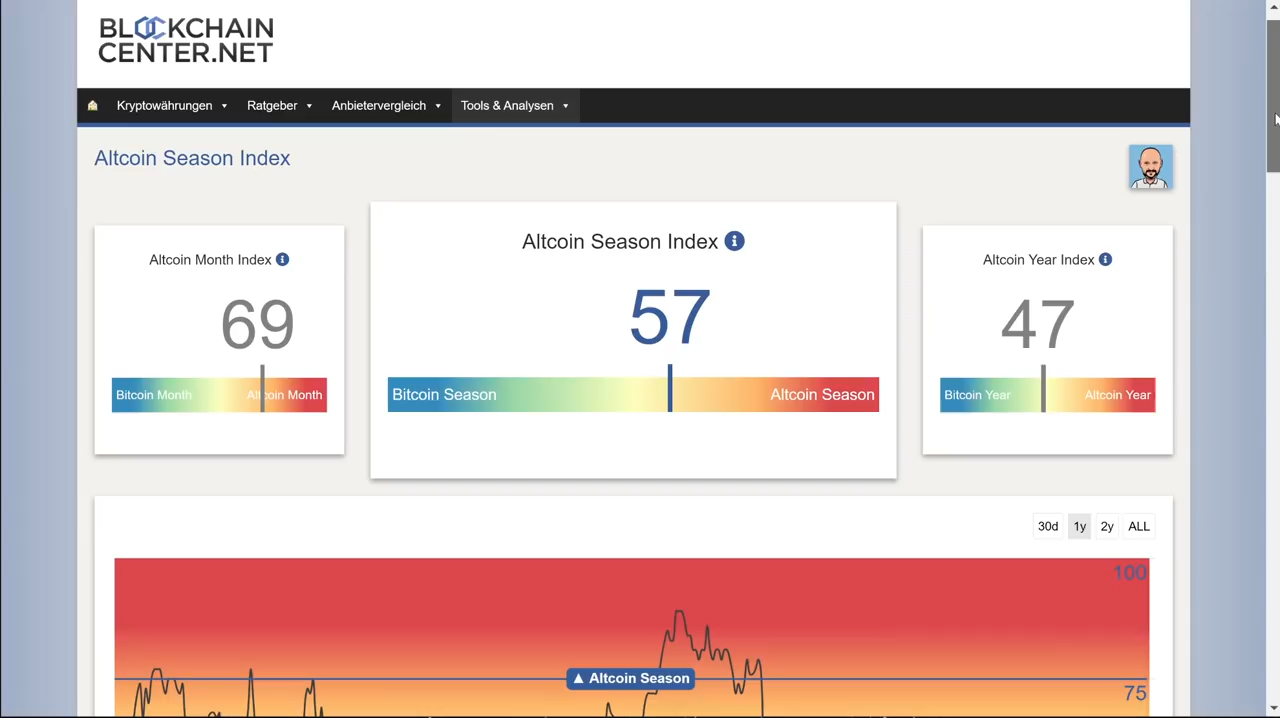 BLOCKCHAIN
CENTER.NET
Kryptowährungen Ratgeber Anbietervergleich Tools & Analysen
Altcoin Season Index
Altcoin Month Index
69
Bitcoin Month Altcoin Month
Altcoin Season Index
57
Bitcoin Season Altcoin Season
Altcoin Year Index
47
Bitcoin Year Altcoin Year
30d 1y 2y ALL
100
▲ Altcoin Season
75